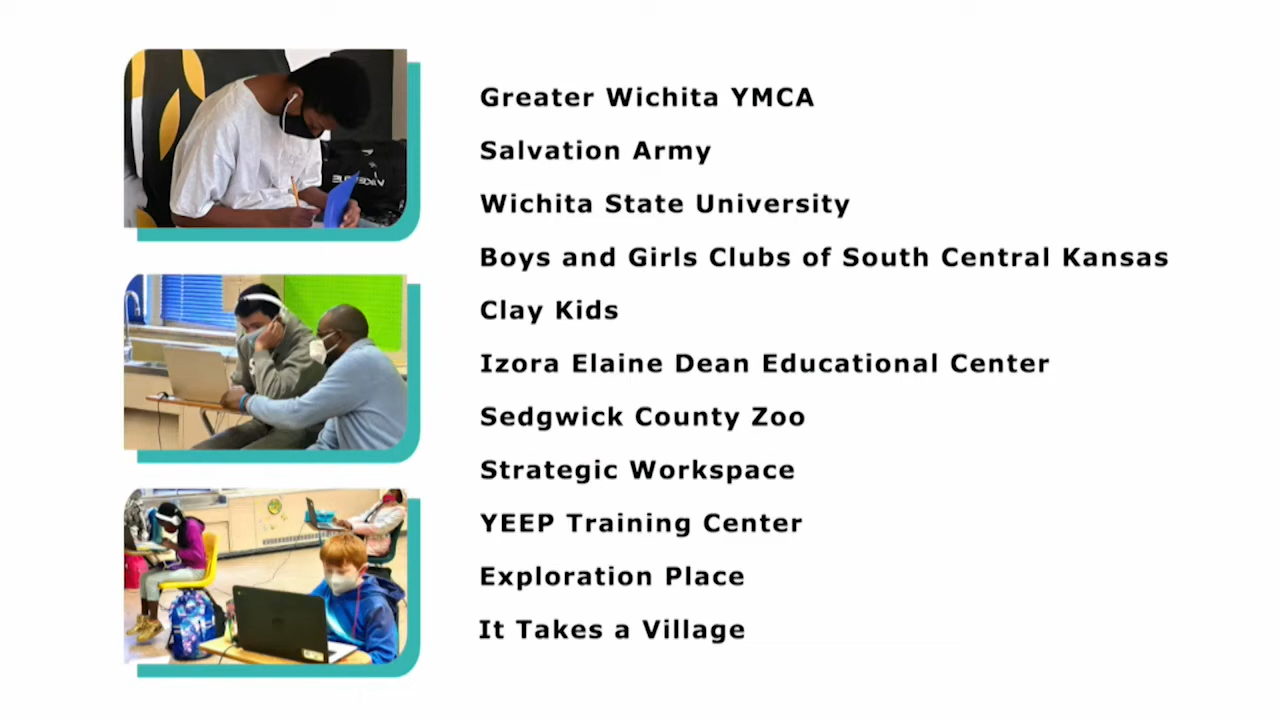 Greater Wichita YMCA
Salvation Army
Wichita State University
Boys and Girls Clubs of South Central Kansas
Clay Kids
Izora Elaine Dean Educational Center
Sedgwick County Zoo
Strategic Workspace
YEEP Training Center
Exploration Place
It Takes a Village